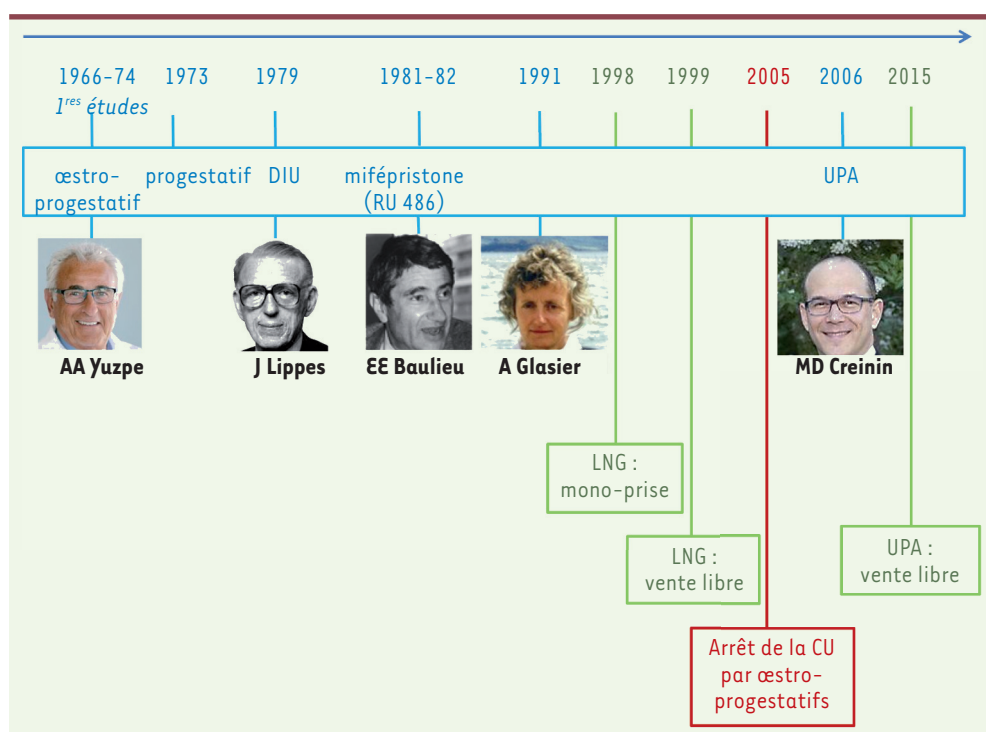 1966-74 1973 1979 1981-82 1991 1998 1999 2005 2006 2015
1res études
œstro- progestatif DIU mifépristone UPA
progestatif (RU 486)
AA Yuzpe J Lippes EE Baulieu A Glasier MD Creinin
LNG :
mono-prise
LNG :
vente libre
UPA :
vente libre
Arrêt de la CU
par œstro-
progestatifs